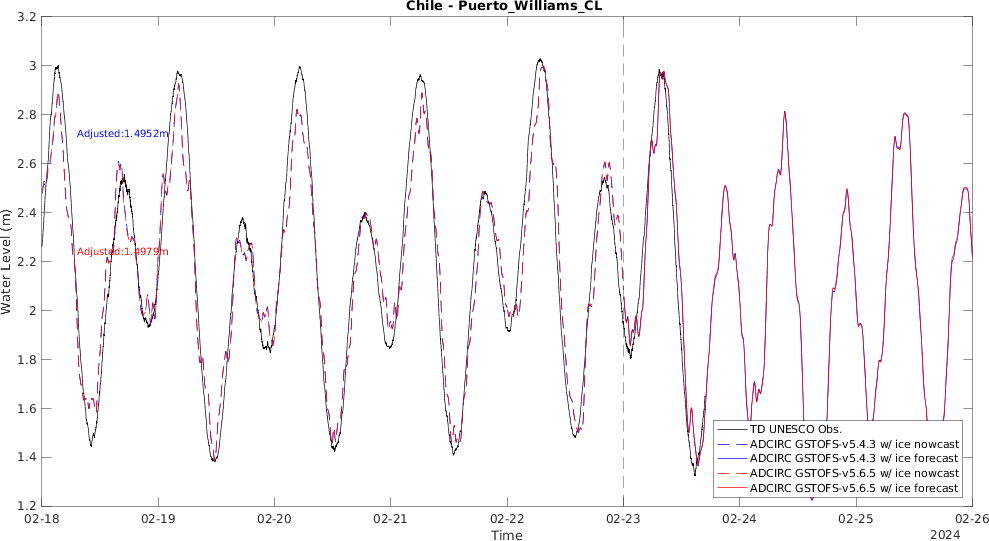 Chile - Puerto_Williams_CL
3.2
3
2.8
2.6
2.4
2.2
2
1.8
1.6
1.4
1.2
Water Level (m)
Adjusted:1.4952m
Adjusted:1.4979m
TD UNESCO Obs.
ADCIRC GSTOFS-v5.4.3 w/ ice nowcast
ADCIRC GSTOFS-v5.4.3 w/ ice forecast
ADCIRC GSTOFS-v5.6.5 w/ ice nowcast
ADCIRC GSTOFS-v5.6.5 w/ ice forecast
02-18 02-19 02-20 02-21 02-22 02-23 02-24 02-25 02-26
Time
2024